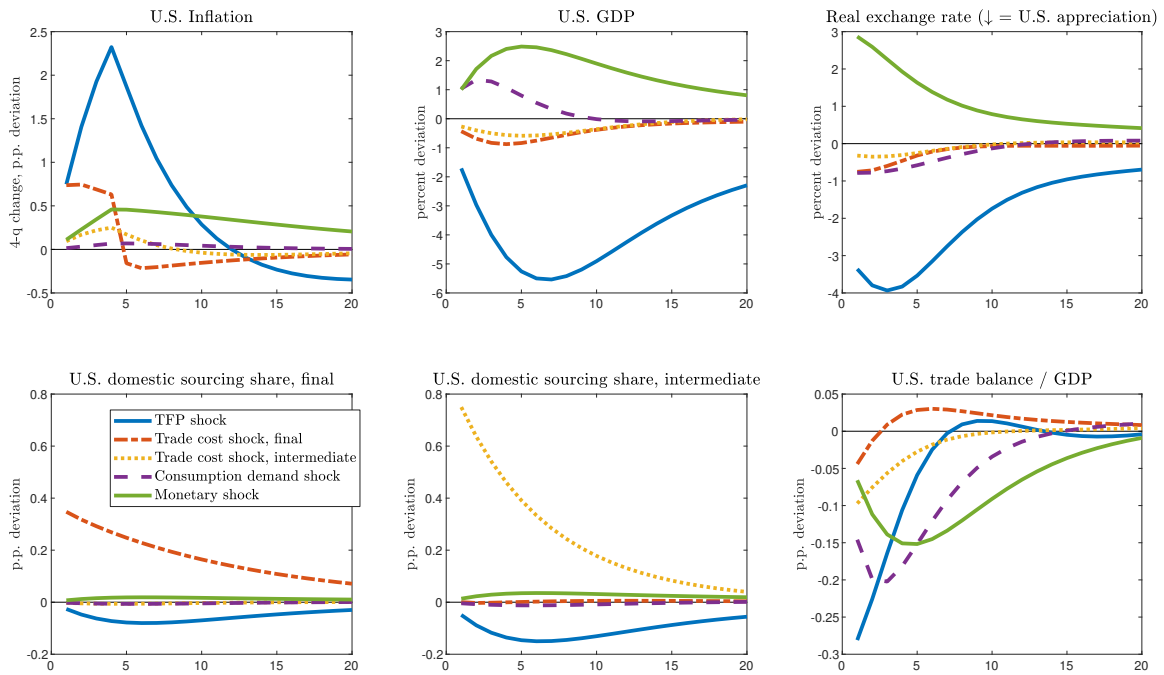 U.S. Inflation
4-q change, p.p. deviation
2.5
2
1.5
1
0.5
0
-0.5
0 5 10 15 20
U.S. GDP
percent deviation
3
2
1
0
-1
-2
-3
-4
-5
-6
0 5 10 15 20
Real exchange rate (↓ = U.S. appreciation)
percent deviation
3
2
1
0
-1
-2
-3
-4
0 5 10 15 20
U.S. domestic sourcing share, final
p.p. deviation
0.8
0.6
0.4
0.2
0
-0.2
0 5 10 15 20
TFP shock
Trade cost shock, final
Trade cost shock, intermediate
Consumption demand shock
Monetary shock
U.S. domestic sourcing share, intermediate
p.p. deviation
0.8
0.6
0.4
0.2
0
-0.2
0 5 10 15 20
U.S. trade balance / GDP
p.p. deviation
0.05
0
-0.05
-0.1
-0.15
-0.2
-0.25
-0.3
0 5 10 15 20